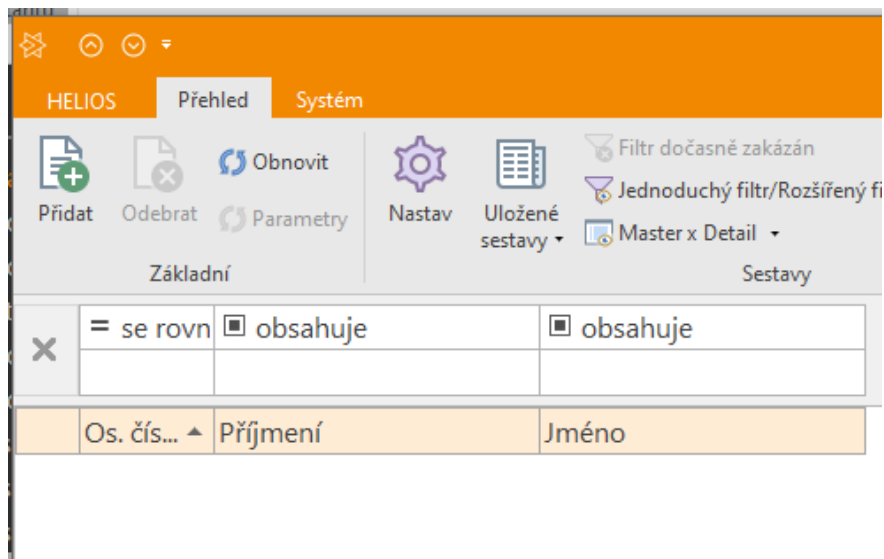 HELIOS Přehled Systém
Přidat
Odebrat
Obnovit
Parametry
Základní
Nastav
Uložené
sestavy
Filtr dočasně zakázán
Jednoduchý filtr/Rozšířený
Master x Detail
Sestavy
= se rovn obsahuje obsahuje
Os. čís... Příjmení Jméno